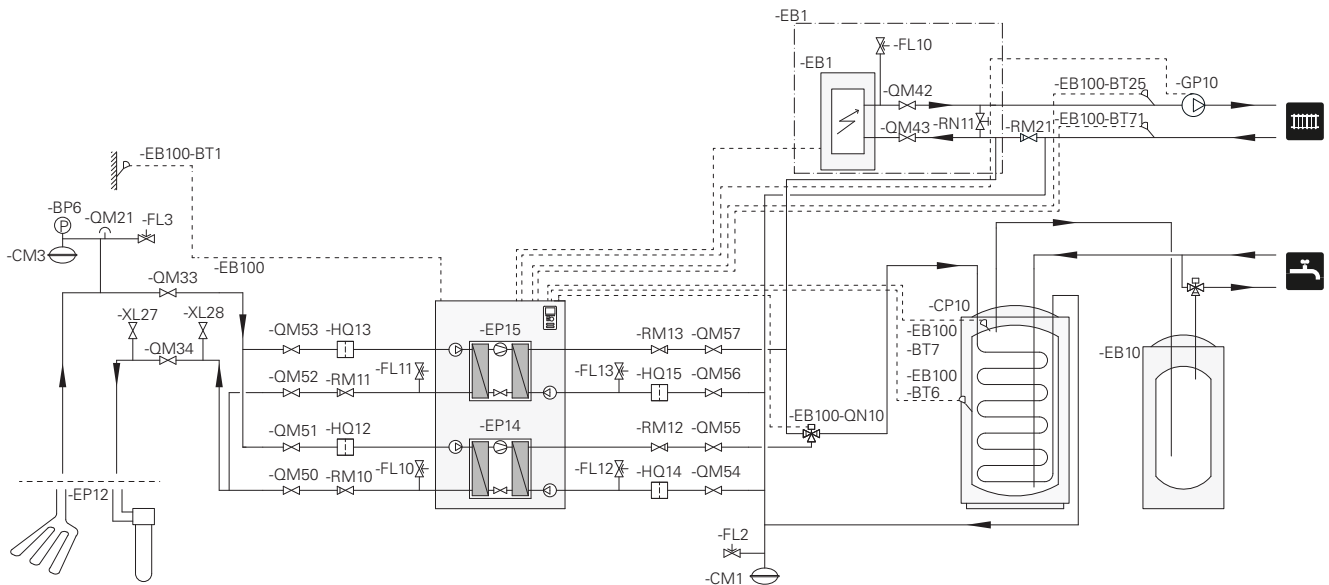 -EB1
-FL10
-EB1
-QM42
-EB100-BT25
-GP10
-QM43
-RN11
-RM21
-EB100-BT71
-EB100-BT1
-BP6
P
-QM21
-FL3
-CM3
-EB100
-QM33
-XL27
-XL28
-QM34
-QM53
-HQ13
-EP15
-RM13
-QM57
-CP10
-EB100
-BT7
-EB100
-BT6
-EB10
-QM52
-RM11
-FL11
-FL13
-HQ15
-QM56
-EB100-QN10
-QM51
-HQ12
-EP14
-RM12
-QM55
-QM50
-RM10
-FL10
-FL12
-HQ14
-QM54
-EP12
-FL2
-CM1